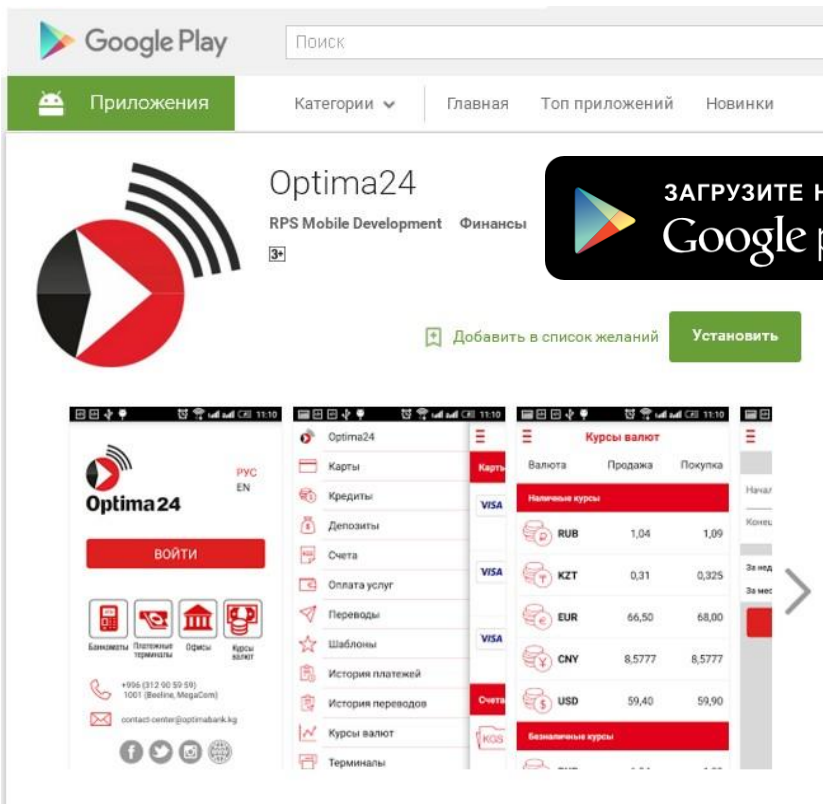 Google Play
Поиск
Приложения
Категории
Главная
Топ приложений
Новинки
Optima24
RPS Mobile Development Финансы
3+
ЗАГРУЗИТЕ Н
Google p
Добавить в список желаний
Установить
11:10
РУС
EN
Optima24
ВОЙТИ
Банкоматы
Платежные терминалы
Офисы
Курсы валют
+996 (312 90 59 59)
1001 (Beeline, MegaCom)
contact-center@optimabank.kg
11:10
Optima24
Карты
Кредиты
Депозиты
Счета
Оплата услуг
Переводы
Шаблоны
История платежей
История переводов
Курсы валют
Терминалы
Карты
VISA
VISA
VISA
Счета
KGS
11:10
Курсы валют
Валюта Продажа Покупка
Наличные курсы
RUB 1,04 1,09
KZT 0,31 0,325
EUR 66,50 68,00
CNY 8,5777 8,5777
USD 59,40 59,90
Безналичные курсы
Начал
Конец
За нед
За мес